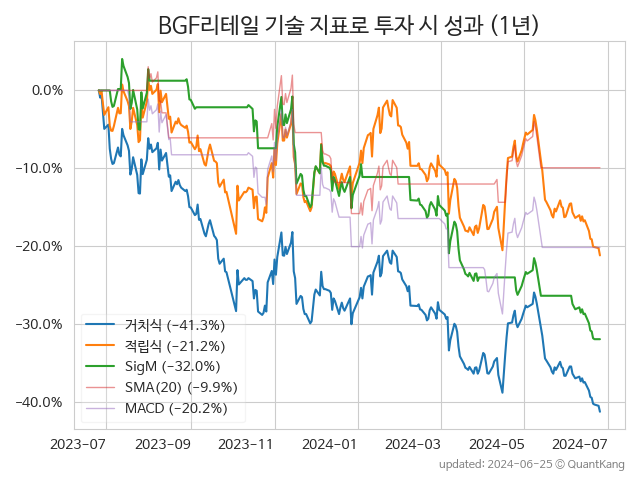 BGF리테일 기술 지표로 투자 시 성과 (1년)
0.0%
−10.0%
−20.0%
−30.0%
−40.0%
거치식 (−41.3%)
적립식 (−21.2%)
SigM (−32.0%)
SMA(20) (−9.9%)
MACD (−20.2%)
2023-07 2023-09 2023-11 2024-01 2024-03 2024-05 2024-07
updated: 2024-06-25 © QuantKang